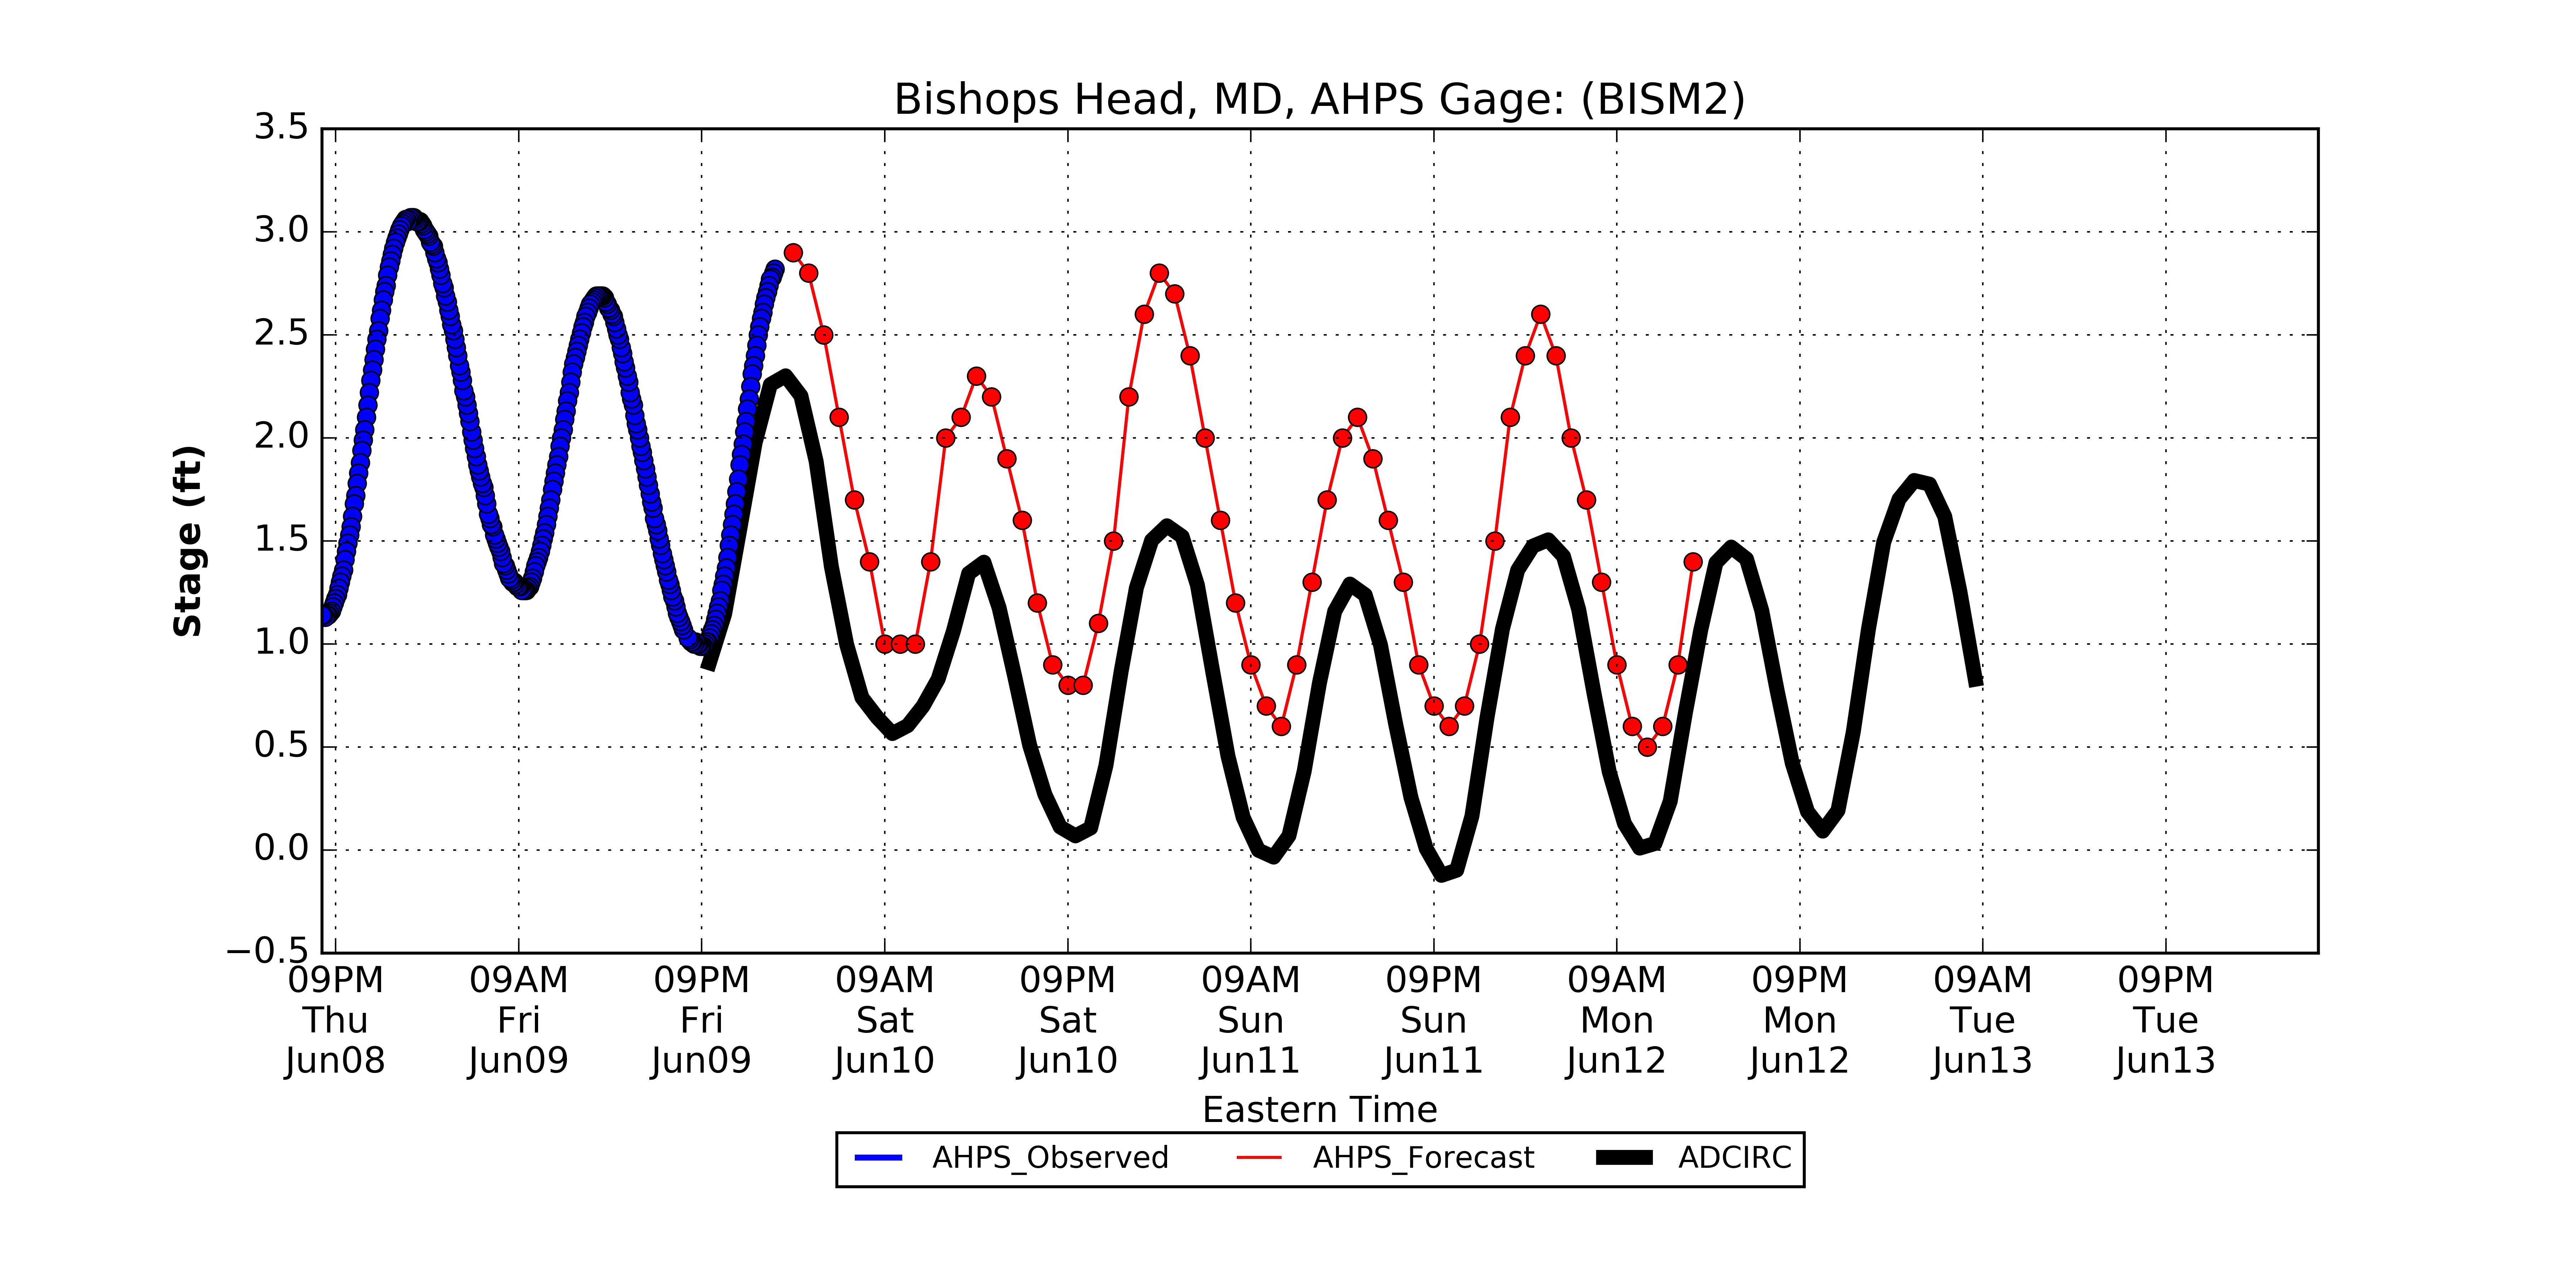 Bishops Head, MD, AHPS Gage: (BISM2)
3.5
3.0
2.5
2.0
1.5
1.0
0.5
0.0
−0.5
Stage (ft)
09PM 09AM 09PM 09AM 09PM 09AM 09PM 09AM 09PM 09AM 09PM
Thu Fri Fri Sat Sat Sun Sun Mon Mon Tue Tue
Jun08 Jun09 Jun09 Jun10 Jun10 Jun11 Jun11 Jun12 Jun12 Jun13 Jun13
Eastern Time
AHPS_Observed AHPS_Forecast ADCIRC